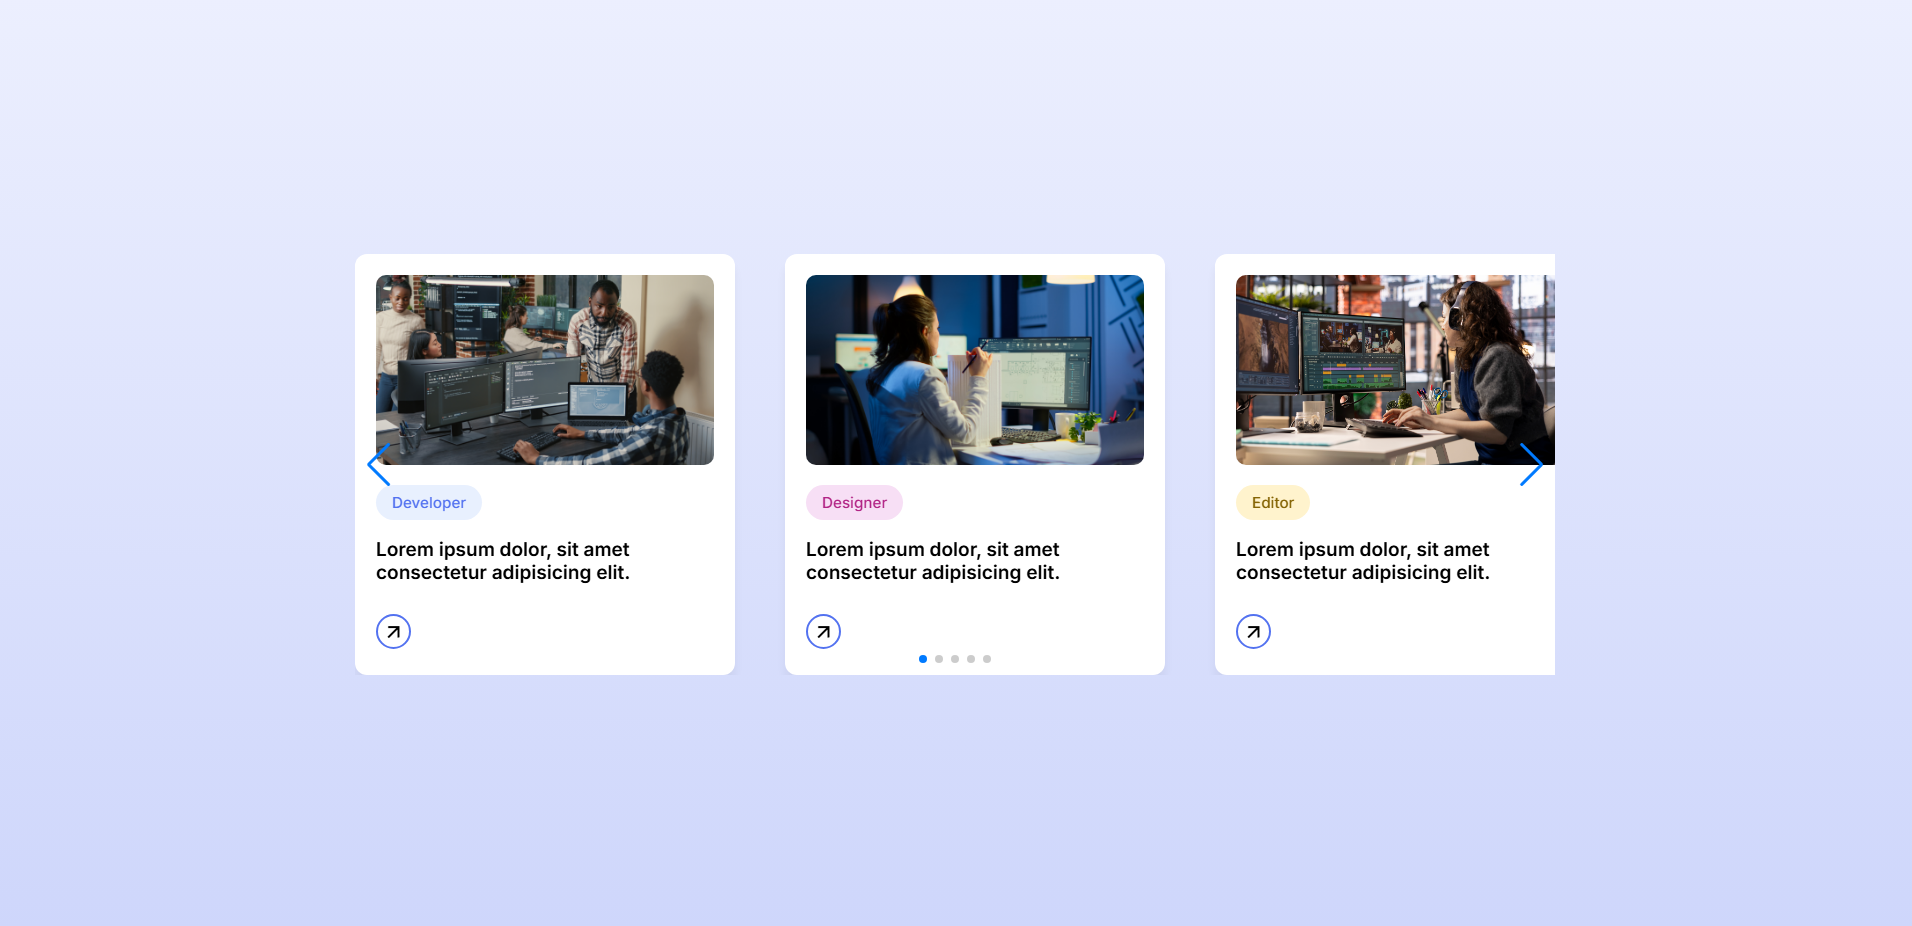 Developer
Lorem ipsum dolor, sit amet
consectetur adipisicing elit.
Designer
Lorem ipsum dolor, sit amet
consectetur adipisicing elit.
Editor
Lorem ipsum dolor, sit amet
consectetur adipisicing elit.